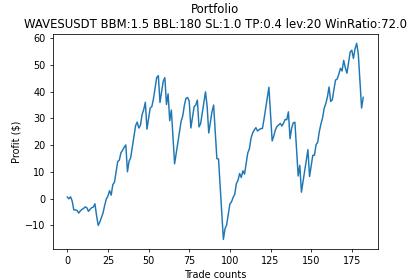 Portfolio
WAVESUSDT BBM:1.5 BBL:180 SL:1.0 TP:0.4 lev:20 WinRatio:72.0
60
50
40
30
20
10
0
−10
Profit ($)
0 25 50 75 100 125 150 175
Trade counts